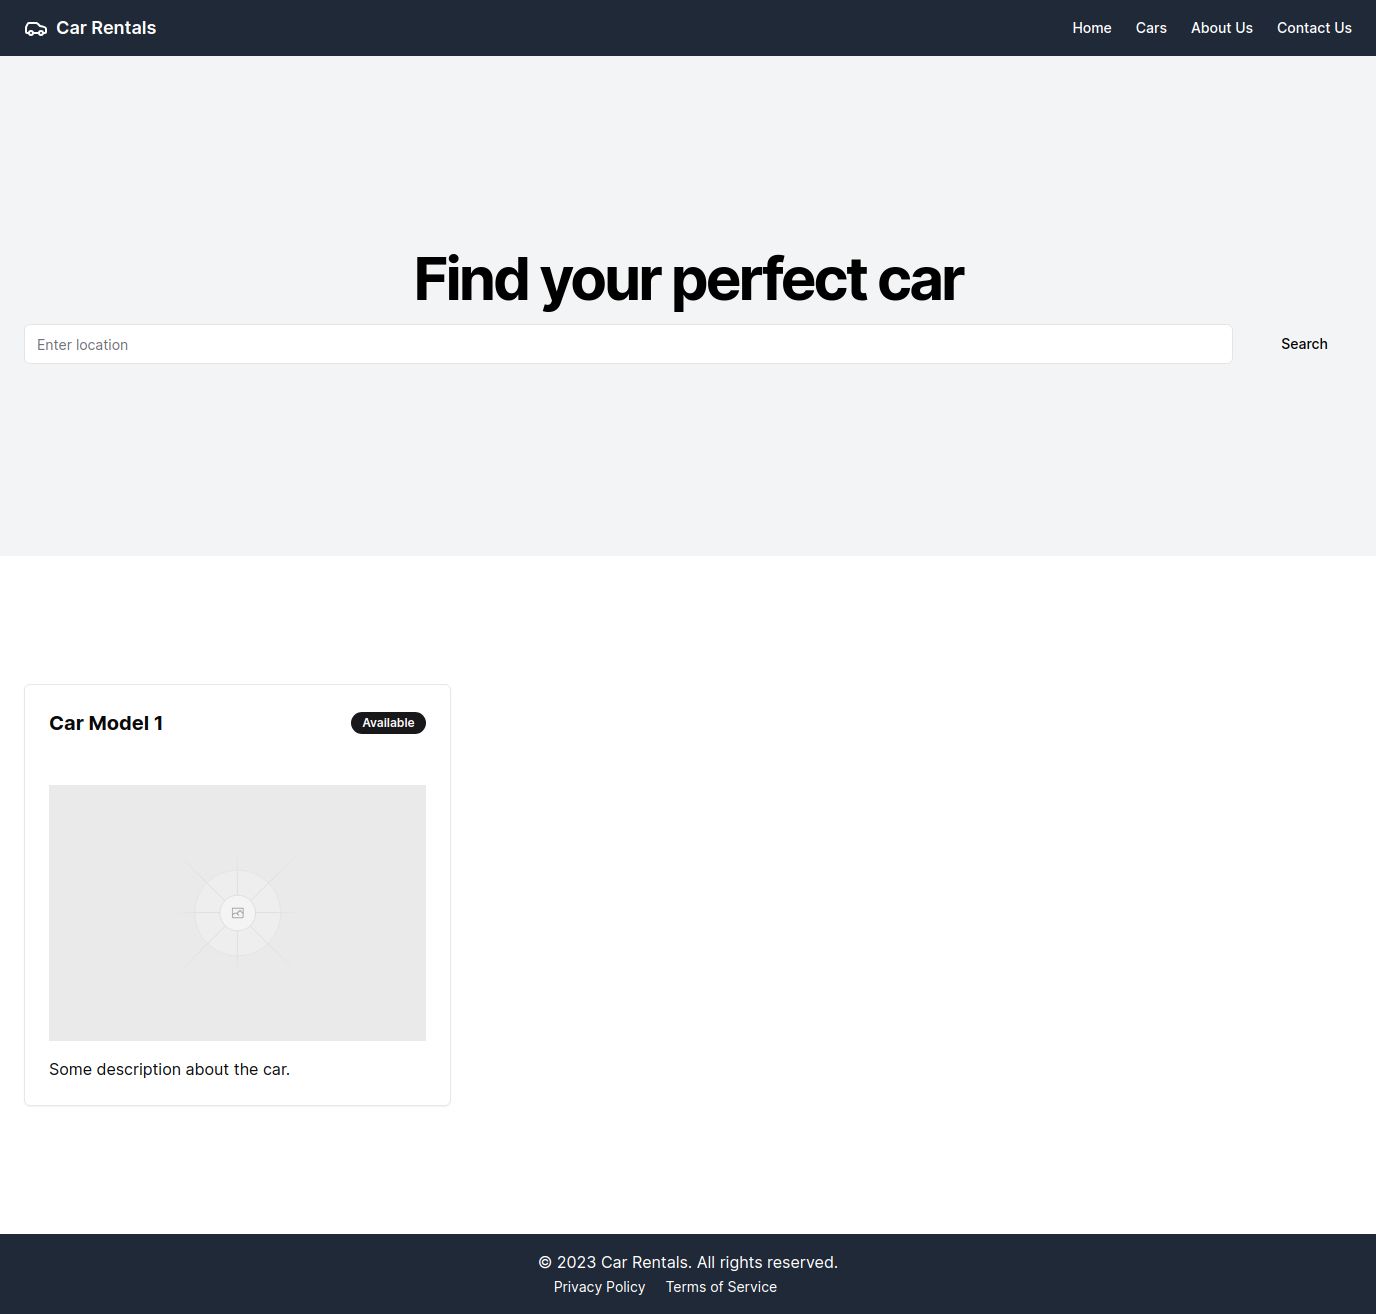 Car Rentals
Home Cars About Us Contact Us
Find your perfect car
Enter location
Search
Car Model 1
Available
Some description about the car.
© 2023 Car Rentals. All rights reserved.
Privacy Policy Terms of Service